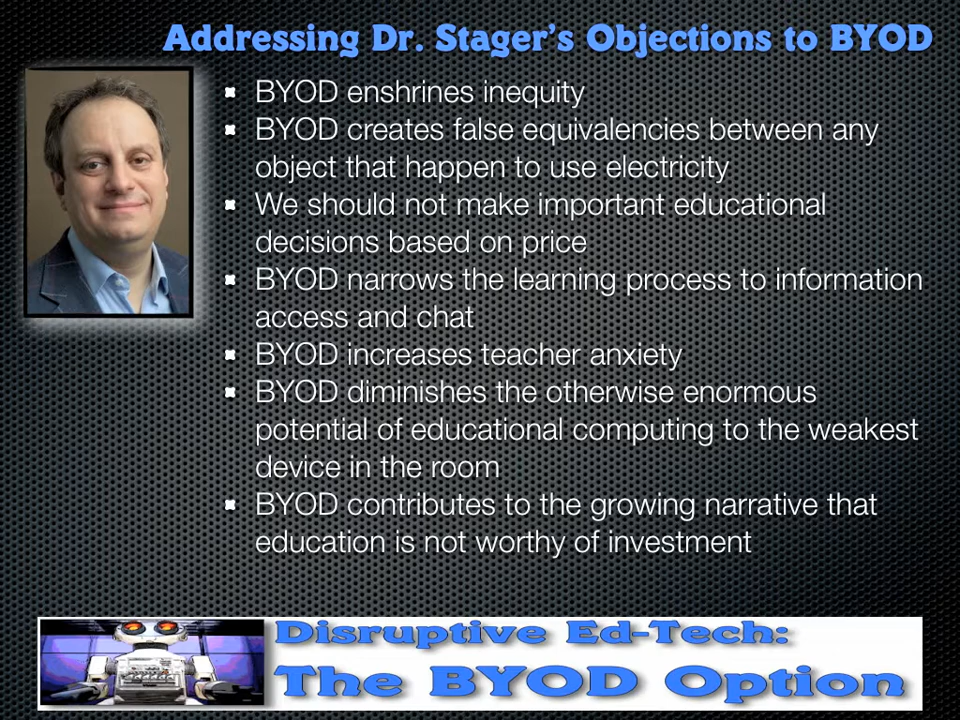 Addressing Dr. Stager's Objections to BYOD
BYOD enshrines inequity
BYOD creates false equivalencies between any
object that happen to use electricity
We should not make important educational
decisions based on price
BYOD narrows the learning process to information
access and chat
BYOD increases teacher anxiety
BYOD diminishes the otherwise enormous
potential of educational computing to the weakest
device in the room
BYOD contributes to the growing narrative that
education is not worthy of investment
Disruptive Ed-Tech:
The BYOD Option